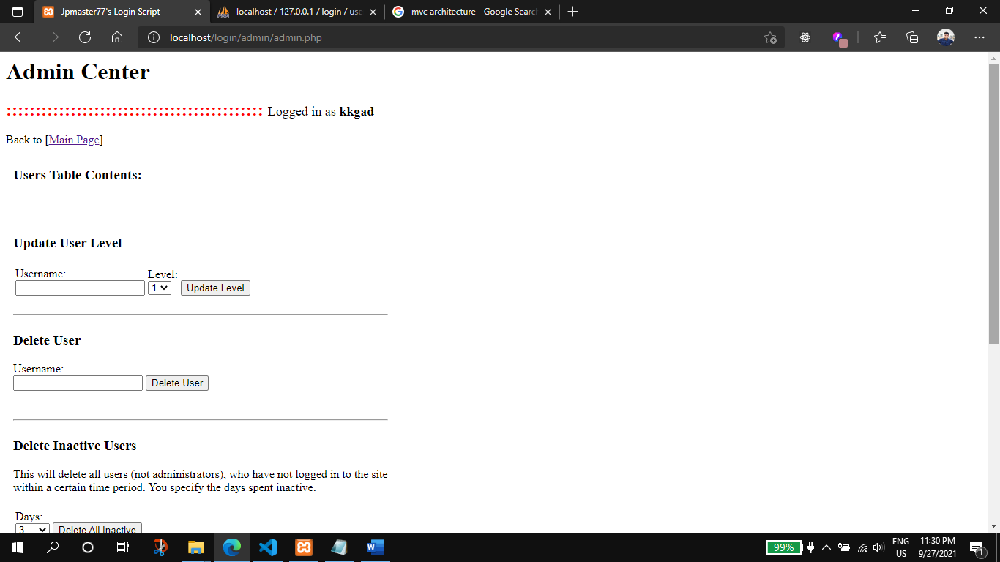 Jpmaster77's Login Script
localhost / 127.0.0.1 / login / use
mvc architecture - Google Search
localhost/login/admin/admin.php
Admin Center
:::::::::::::::::::::::::::::::::::::::::::: Logged in as kkgad
Back to [Main Page]
Users Table Contents:
Update User Level
Username:
Level:
1
Update Level
Delete User
Username:
Delete User
Delete Inactive Users
This will delete all users (not administrators), who have not logged in to the site
within a certain time period. You specify the days spent inactive.
Days:
3
Delete All Inactive
99%
ENG
US
11:30 PM
9/27/2021
1